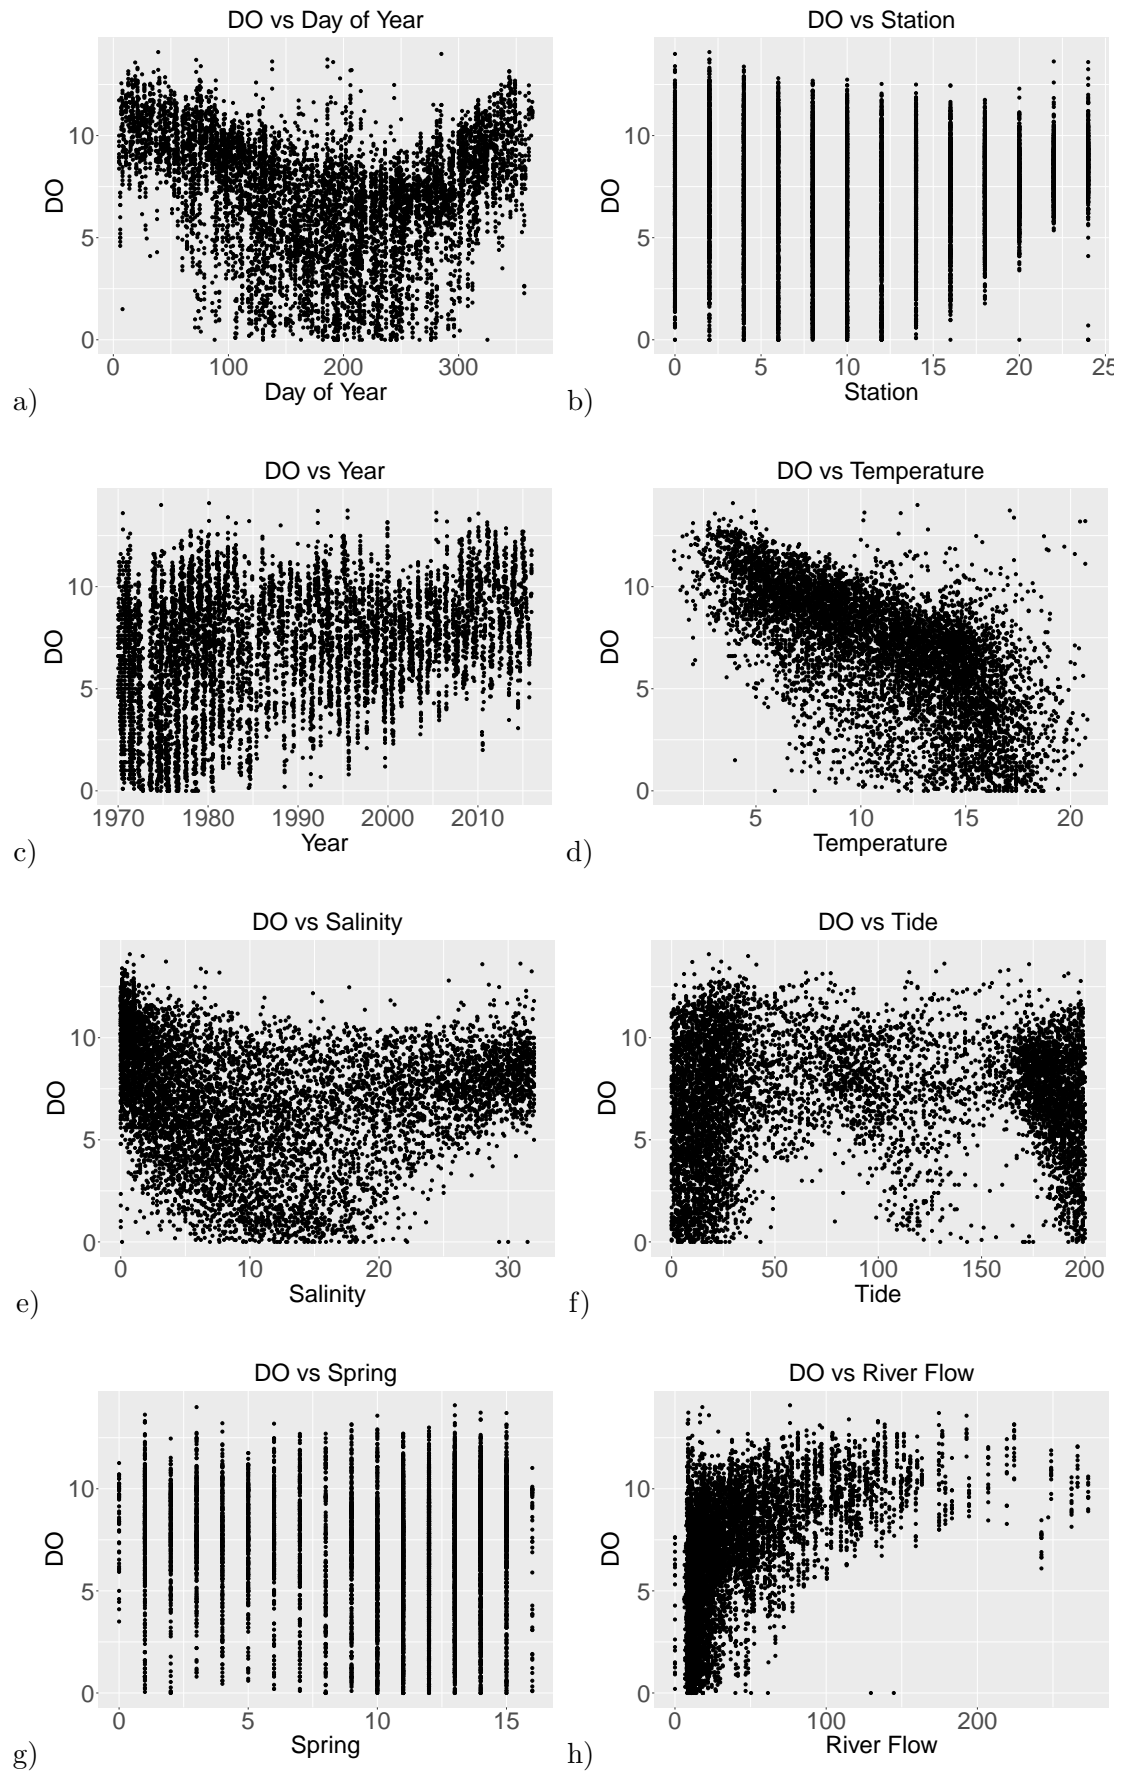 DO vs Day of Year
DO
10
5
0
0 100 200 300
Day of Year
a)
DO vs Station
DO
10
5
0
0 5 10 15 20 25
Station
b)
DO vs Year
DO
10
5
0
1970 1980 1990 2000 2010
Year
c)
DO vs Temperature
DO
10
5
0
5 10 15 20
Temperature
d)
DO vs Salinity
DO
10
5
0
0 10 20 30
Salinity
e)
DO vs Tide
DO
10
5
0
0 50 100 150 200
Tide
f)
DO vs Spring
DO
10
5
0
0 5 10 15
Spring
g)
DO vs River Flow
DO
10
5
0
0 100 200
River Flow
h)